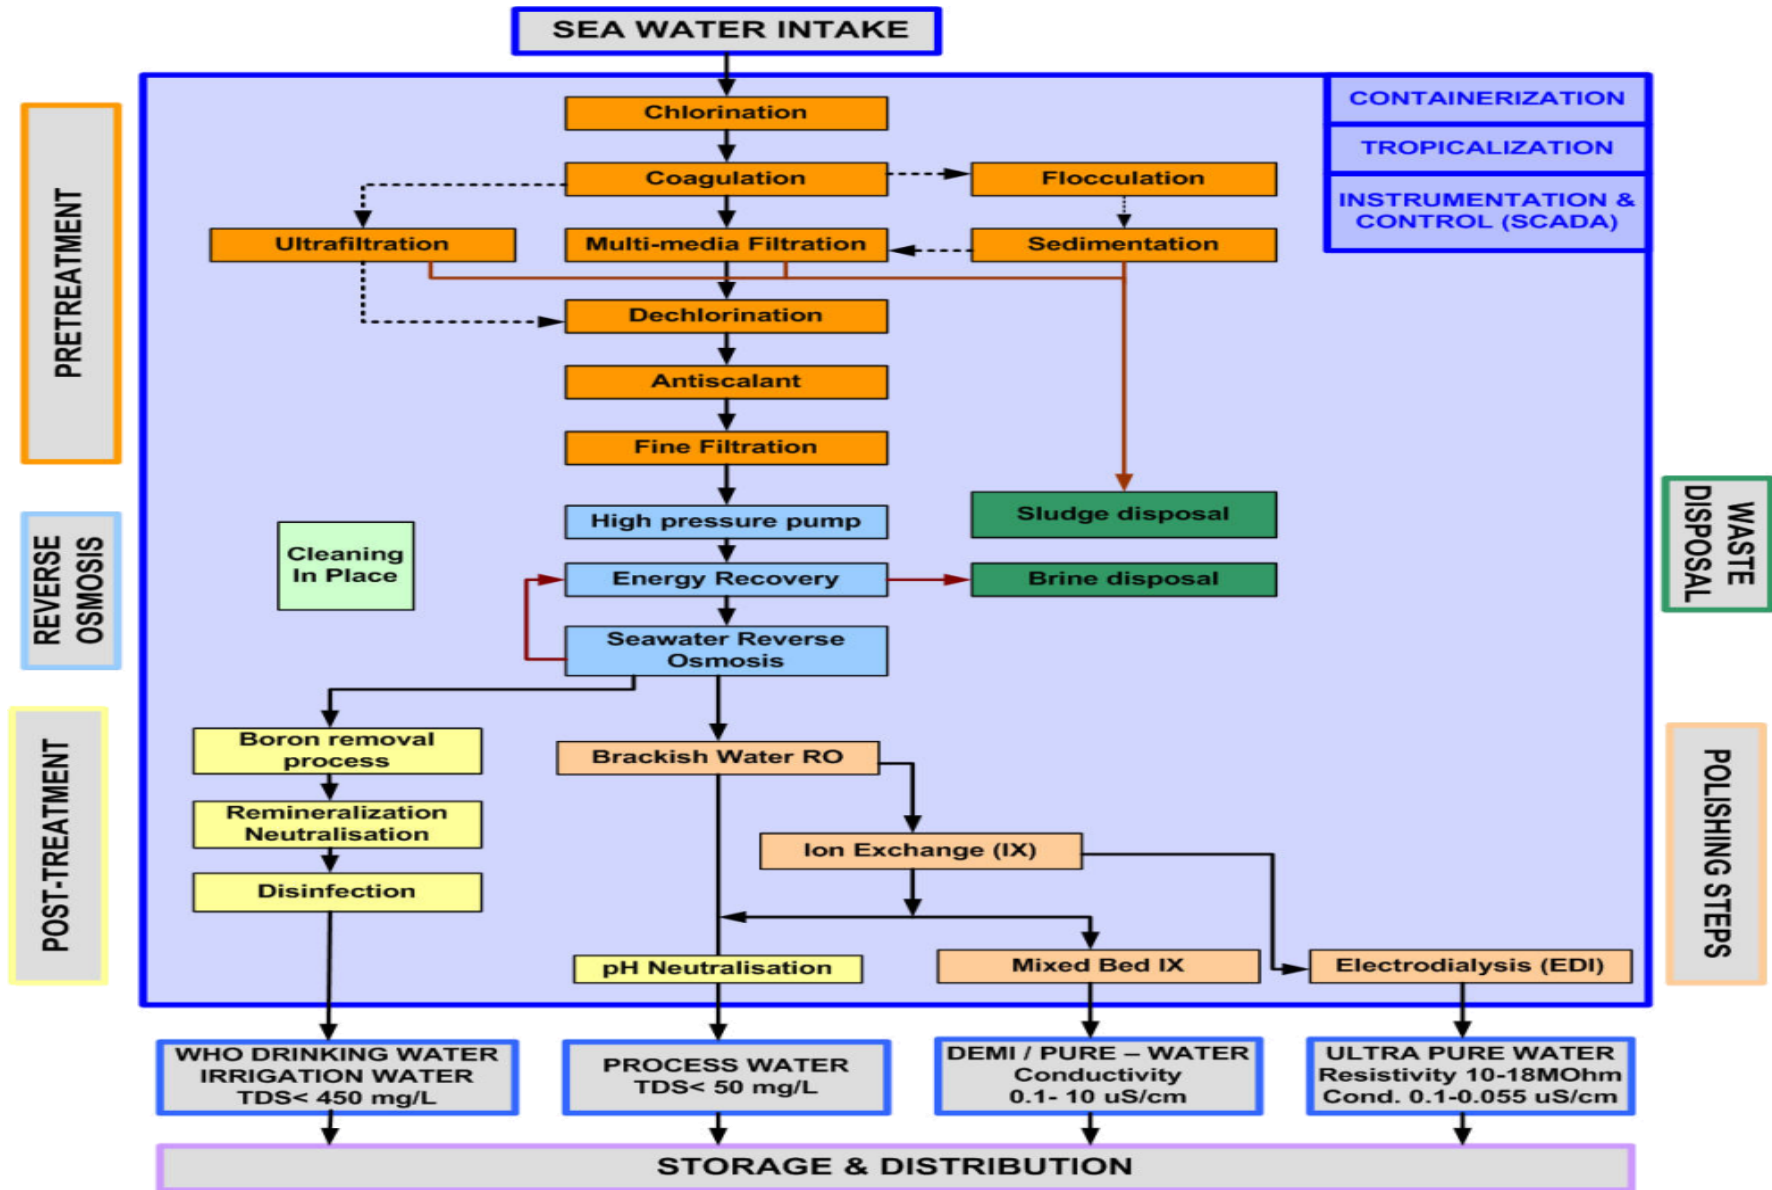 SEA WATER INTAKE
CONTAINERIZATION
TROPICALIZATION
INSTRUMENTATION &
CONTROL (SCADA)
PRETREATMENT
Chlorination
Coagulation
Flocculation
Ultrafiltration
Multi-media Filtration
Sedimentation
Dechlorination
Antiscalant
Fine Filtration
REVERSE
OSMOSIS
Cleaning
In Place
High pressure pump
Energy Recovery
Seawater Reverse
Osmosis
Sludge disposal
Brine disposal
WASTE
DISPOSAL
POST-TREATMENT
Boron removal
process
Remineralization
Neutralisation
Disinfection
Brackish Water RO
Ion Exchange (IX)
pH Neutralisation
Mixed Bed IX
Electrodialysis (EDI)
POLISHING STEPS
WHO DRINKING WATER
IRRIGATION WATER
TDS< 450 mg/L
PROCESS WATER
TDS< 50 mg/L
DEMI / PURE – WATER
Conductivity
0.1- 10 uS/cm
ULTRA PURE WATER
Resistivity 10-18MOhm
Cond. 0.1-0.055 uS/cm
STORAGE & DISTRIBUTION